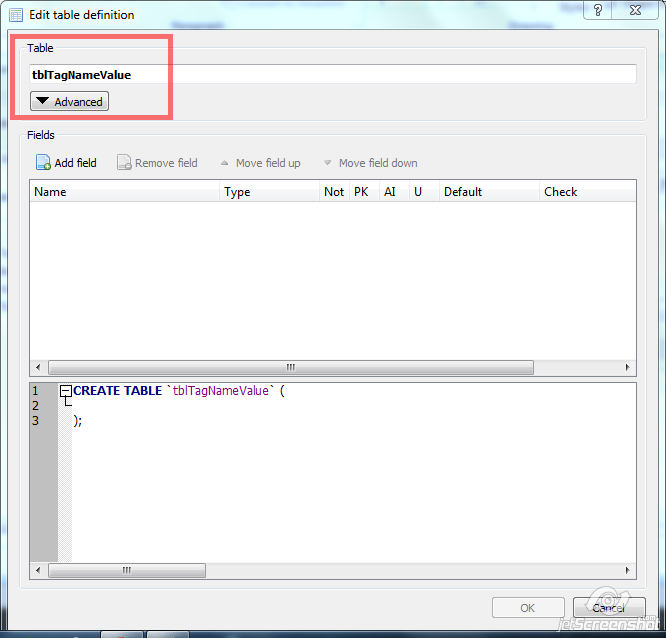 Edit table definition
?
Table
tblTagNameValue
Advanced
Fields
Add field Remove field Move field up Move field down
Name Type Not PK AI U Default Check
1 CREATE TABLE `tblTagNameValue` (
2
3 );
OK Cancel
jetScreenshot
.com